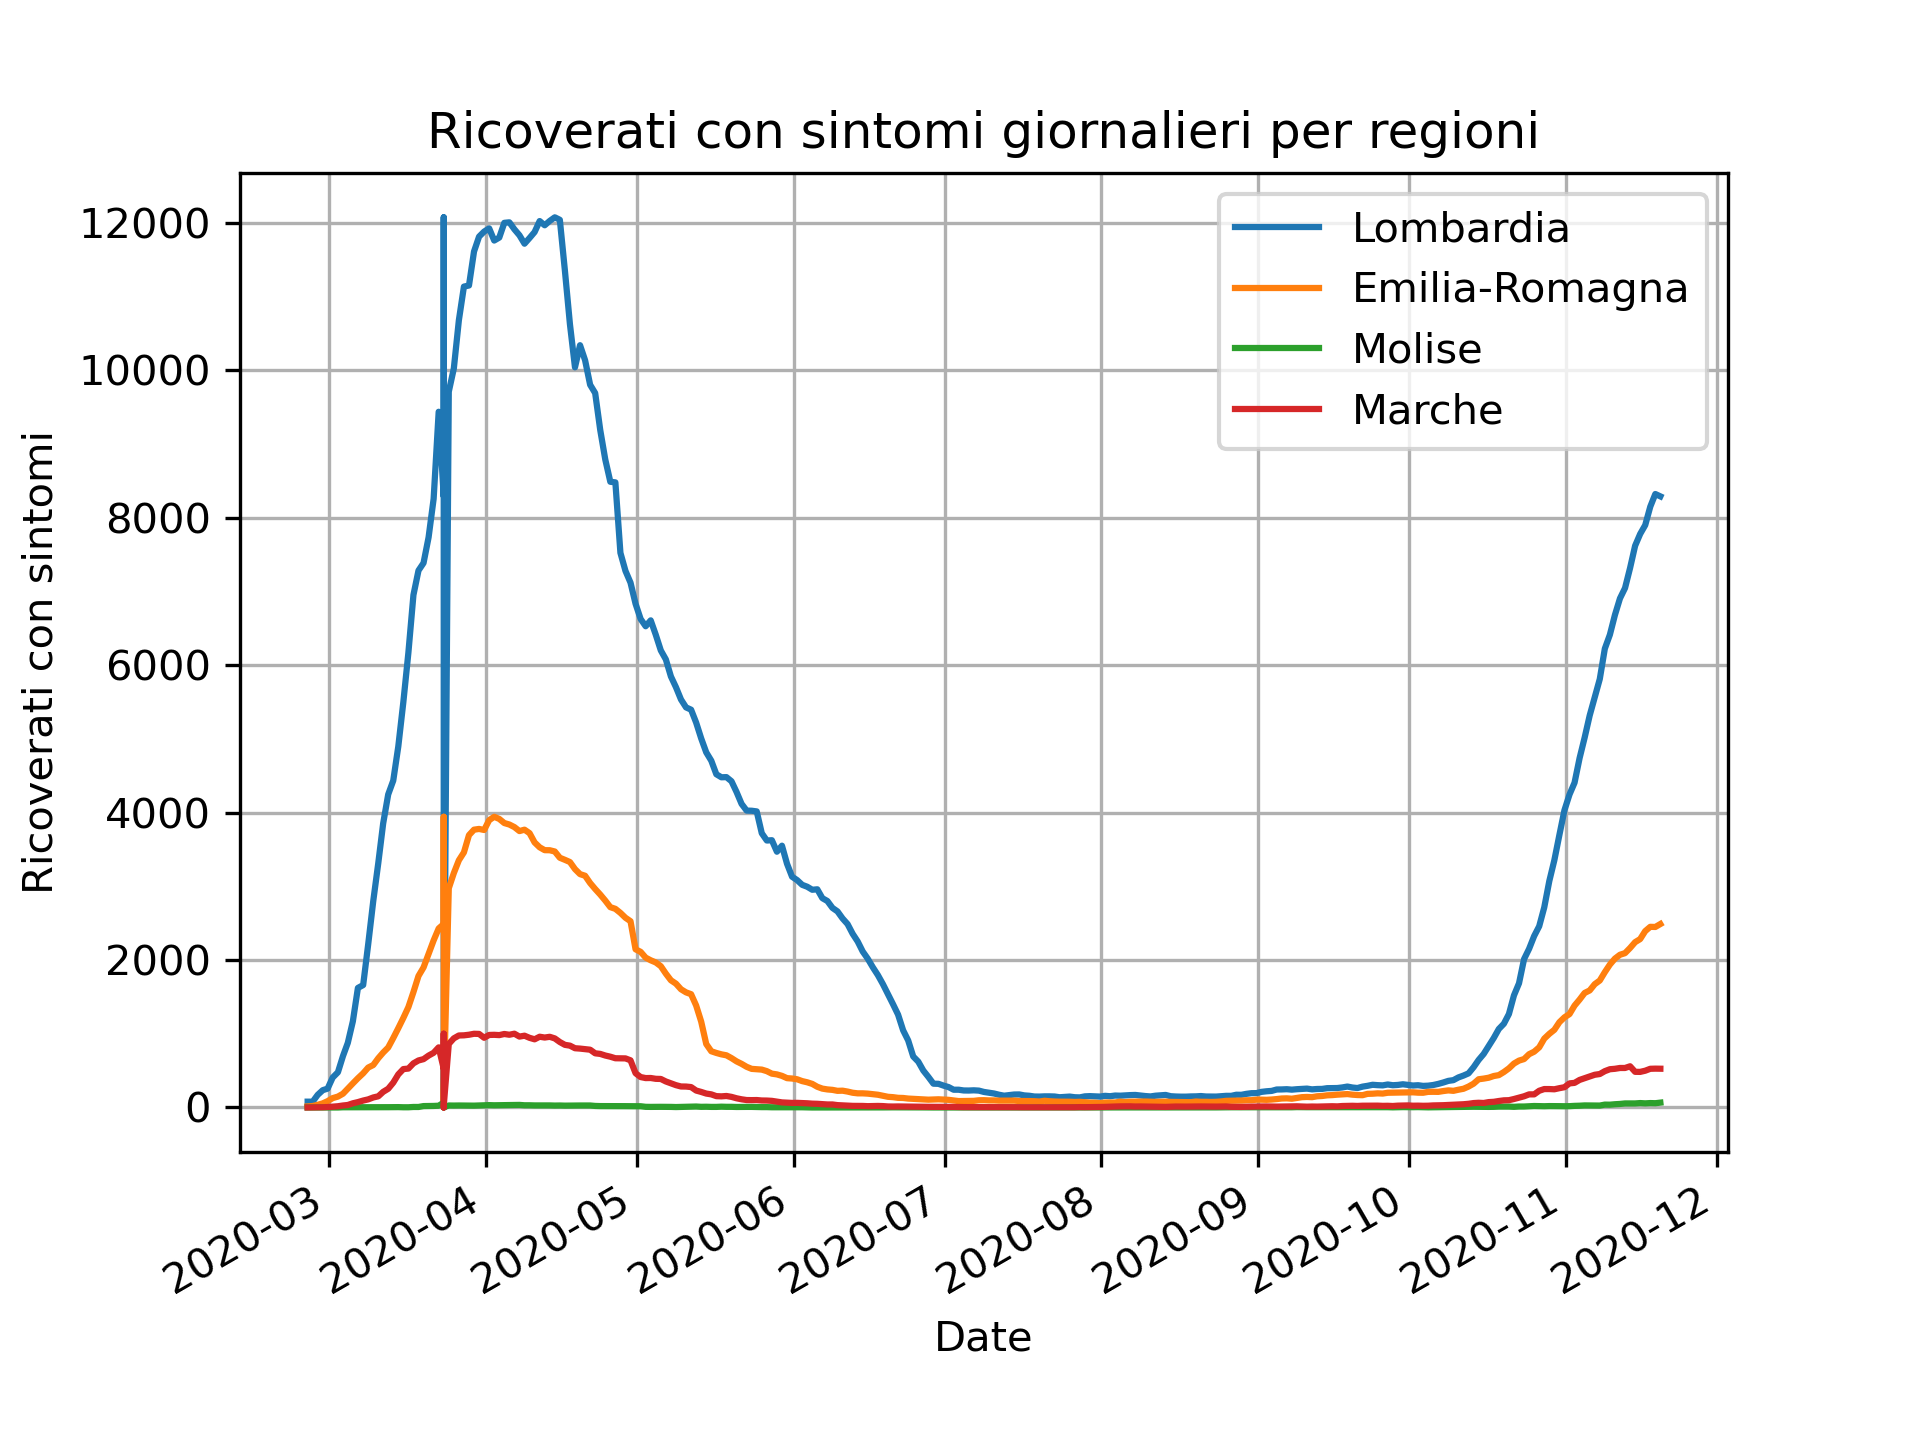 Ricoverati con sintomi giornalieri per regioni
Ricoverati con sintomi
12000
10000
8000
6000
4000
2000
0
Lombardia
Emilia-Romagna
Molise
Marche
2020-03
2020-04
2020-05
2020-06
2020-07
2020-08
2020-09
2020-10
2020-11
2020-12
Date